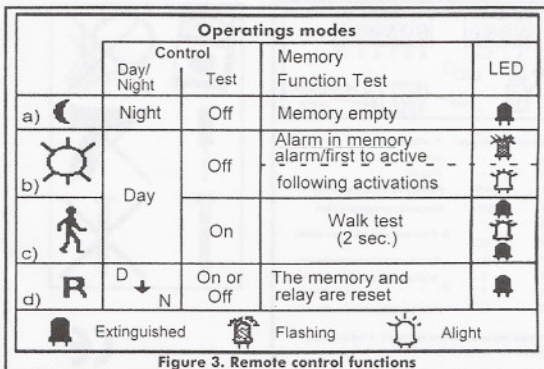 Operatings modes
Control
Day/
Night
Test
Memory
Function Test
LED
a)
Night
Off
Memory empty
b)
Day
Off
Alarm in memory
alarm/first to active
following activations
c)
On
Walk test
(2 sec.)
d) R
D
N
On or
Off
The memory and
relay are reset
Extinguished
Flashing
Alight
Figure 3. Remote control functions